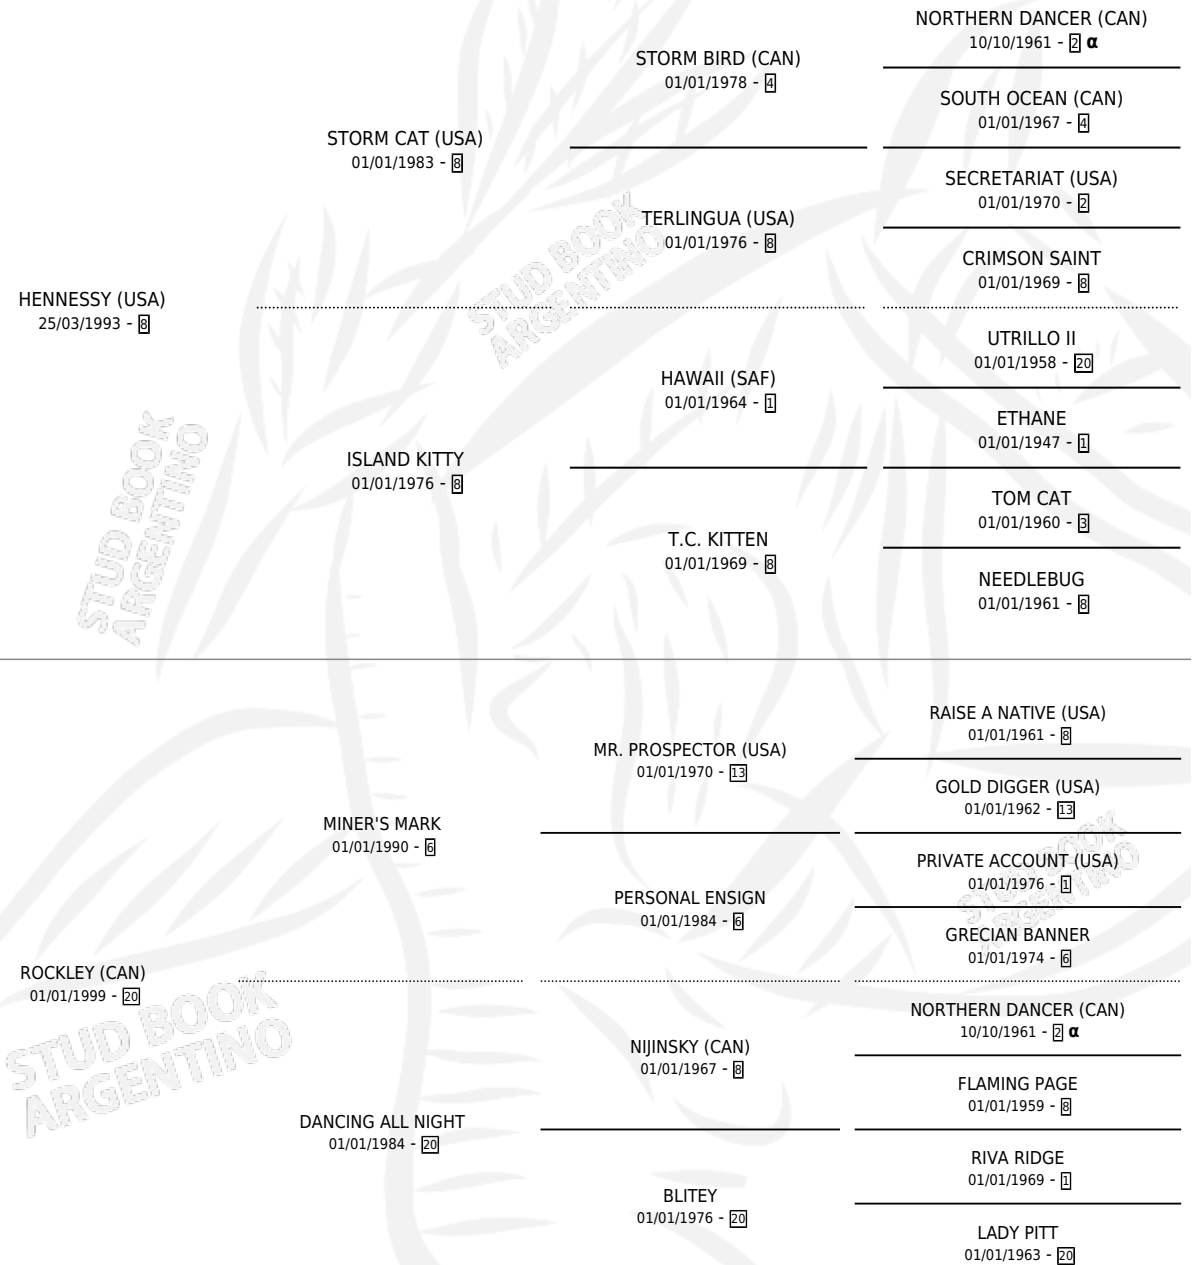 NORTHERN DANCER (CAN)
10/10/1961 - 2 α
STORM BIRD (CAN)
01/01/1978 - 4
SOUTH OCEAN (CAN)
01/01/1967 - 4
STORM CAT (USA)
01/01/1983 - 8
SECRETARIAT (USA)
01/01/1970 - 2
TERLINGUA (USA)
01/01/1976 - 8
CRIMSON SAINT
01/01/1969 - 8
STUD BOOK
ARGENTINO
HENNESSY (USA)
25/03/1993 - 8
UTRILLO II
01/01/1958 - 20
HAWAII (SAF)
01/01/1964 - 1
ETHANE
01/01/1947 - 1
ISLAND KITTY
01/01/1976 - 8
TOM CAT
01/01/1960 - 3
T.C. KITTEN
01/01/1969 - 8
NEEDLEBUG
01/01/1961 - 8
STUD BOOK
ARGENTINO
RAISE A NATIVE (USA)
01/01/1961 - 8
MR. PROSPECTOR (USA)
01/01/1970 - 13
GOLD DIGGER (USA)
01/01/1962 - 13
MINER'S MARK
01/01/1990 - 6
PRIVATE ACCOUNT (USA)
01/01/1976 - 1
PERSONAL ENSIGN
01/01/1984 - 6
GRECIAN BANNER
01/01/1974 - 6
STUD BOOK
ARGENTINO
ROCKLEY (CAN)
01/01/1999 - 20
NORTHERN DANCER (CAN)
10/10/1961 - 2 α
NIJINSKY (CAN)
01/01/1967 - 8
FLAMING PAGE
01/01/1959 - 8
DANCING ALL NIGHT
01/01/1984 - 20
RIVA RIDGE
01/01/1969 - 1
BLITEY
01/01/1976 - 20
LADY PITT
01/01/1963 - 20
STUD BOOK
ARGENTINO